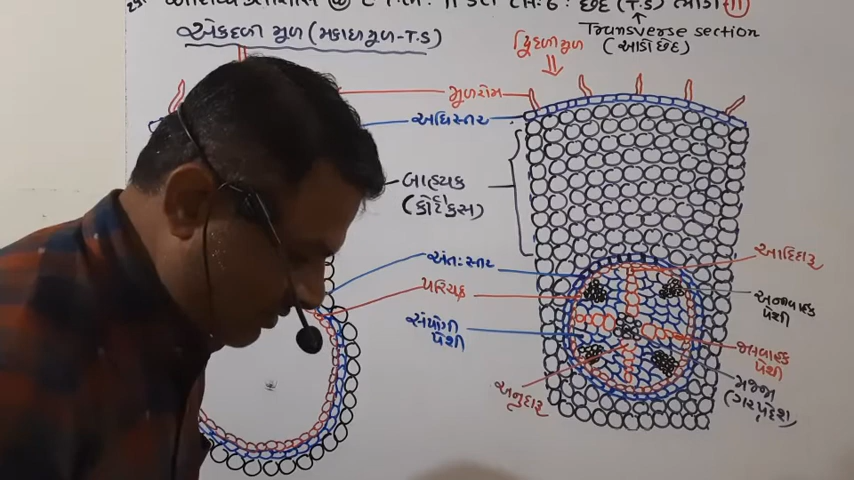 એકદળી મૂળ (મકાઈ મૂળ-T.S)
દ્વિદળી મૂળ
Transverse section
(આડો છેદ)
મૂળરોમ
અધિસ્તર
બાહ્યક
(કોર્ટેક્સ)
અંતઃસ્તર
પરિચક્ર
સંયોગી
પેશી
આદિદારૂ
અન્નવાહક
પેશી
જલવાહક
પેશી
મજ્જા
(ગરપ્રદેશ)
અનુદારૂ